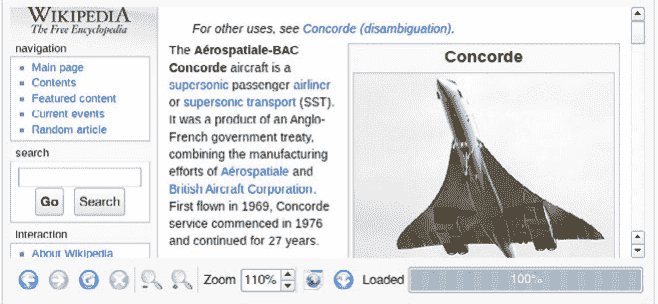 WIKIPEDIA
The Free Encyclopedia
navigation
Main page
Contents
Featured content
Current events
Random article
search
Go Search
interaction
About Wikipedia
For other uses, see Concorde (disambiguation).
The Aérospatiale-BAC
Concorde aircraft is a
supersonic passenger airliner
or supersonic transport (SST).
It was a product of an Anglo-
French government treaty,
combining the manufacturing
efforts of Aérospatiale and
British Aircraft Corporation.
First flown in 1969, Concorde
service commenced in 1976
and continued for 27 years.
Concorde
Zoom 110% Loaded 100%